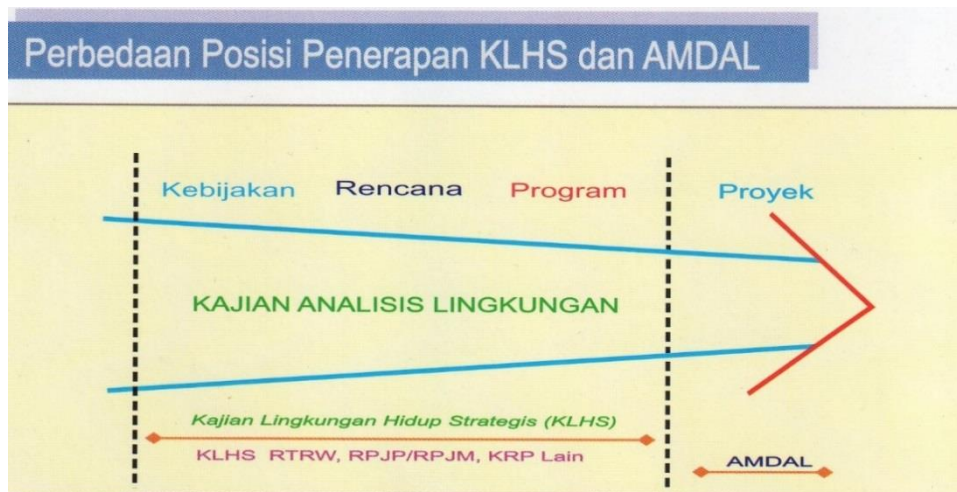 Perbedaan Posisi Penerapan KLHS dan AMDAL
Kebijakan Rencana Program Proyek
KAJIAN ANALISIS LINGKUNGAN
Kajian Lingkungan Hidup Strategis (KLHS)
KLHS RTRW, RPJP/RPJM, KRP Lain
AMDAL